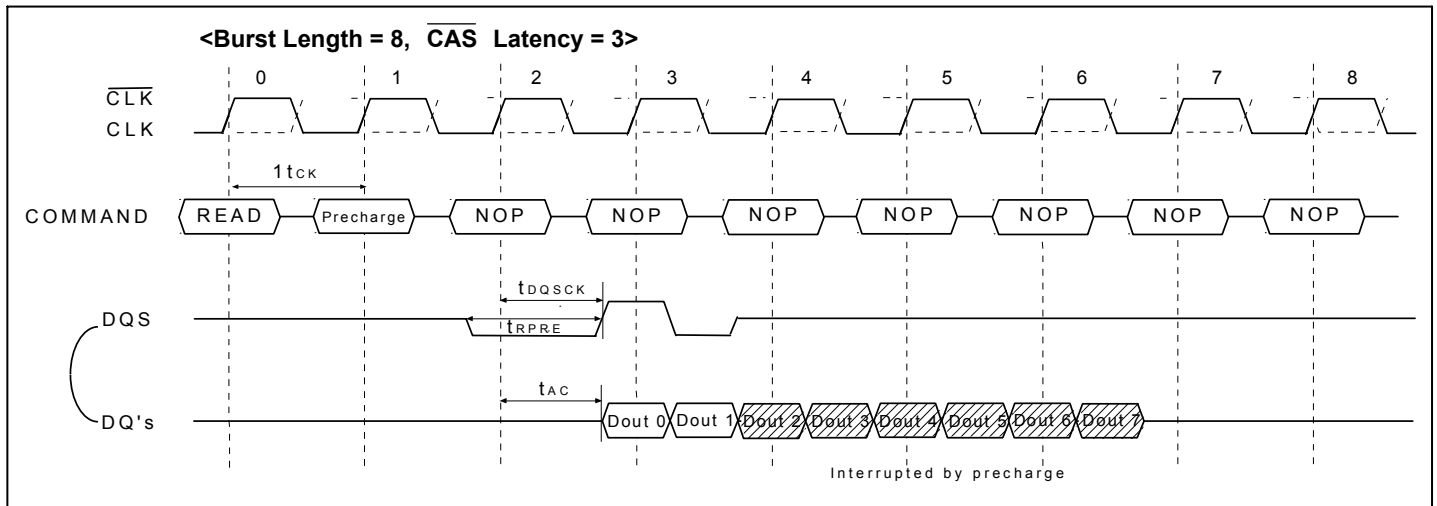 <Burst Length = 8, CAS Latency = 3>
0 1 2 3 4 5 6 7 8
CLK
CLK
1tCK
COMMAND READ Precharge NOP NOP NOP NOP NOP NOP NOP
tDQSCK
DQS
tRPRE
tAC
DQ's Dout 0 Dout 1 Dout 2 Dout 3 Dout 4 Dout 5 Dout 6 Dout 7
Interrupted by precharge